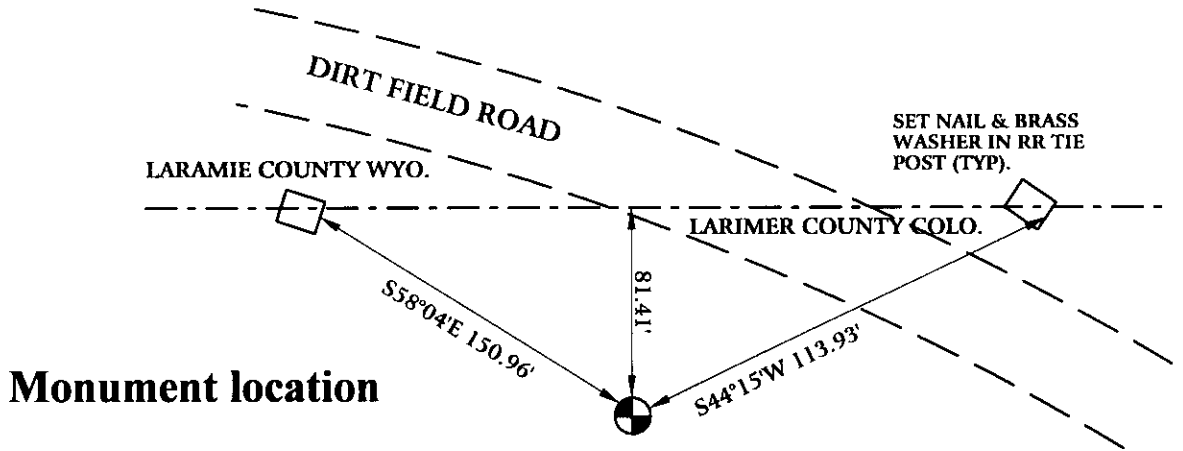 DIRT FIELD ROAD
SET NAIL & BRASS
WASHER IN RR TIE
POST (TYP).
LARAMIE COUNTY WYO.
LARIMER COUNTY COLO.
81.41'
S58°04'E 150.96'
S44°15'W 113.93'
Monument location